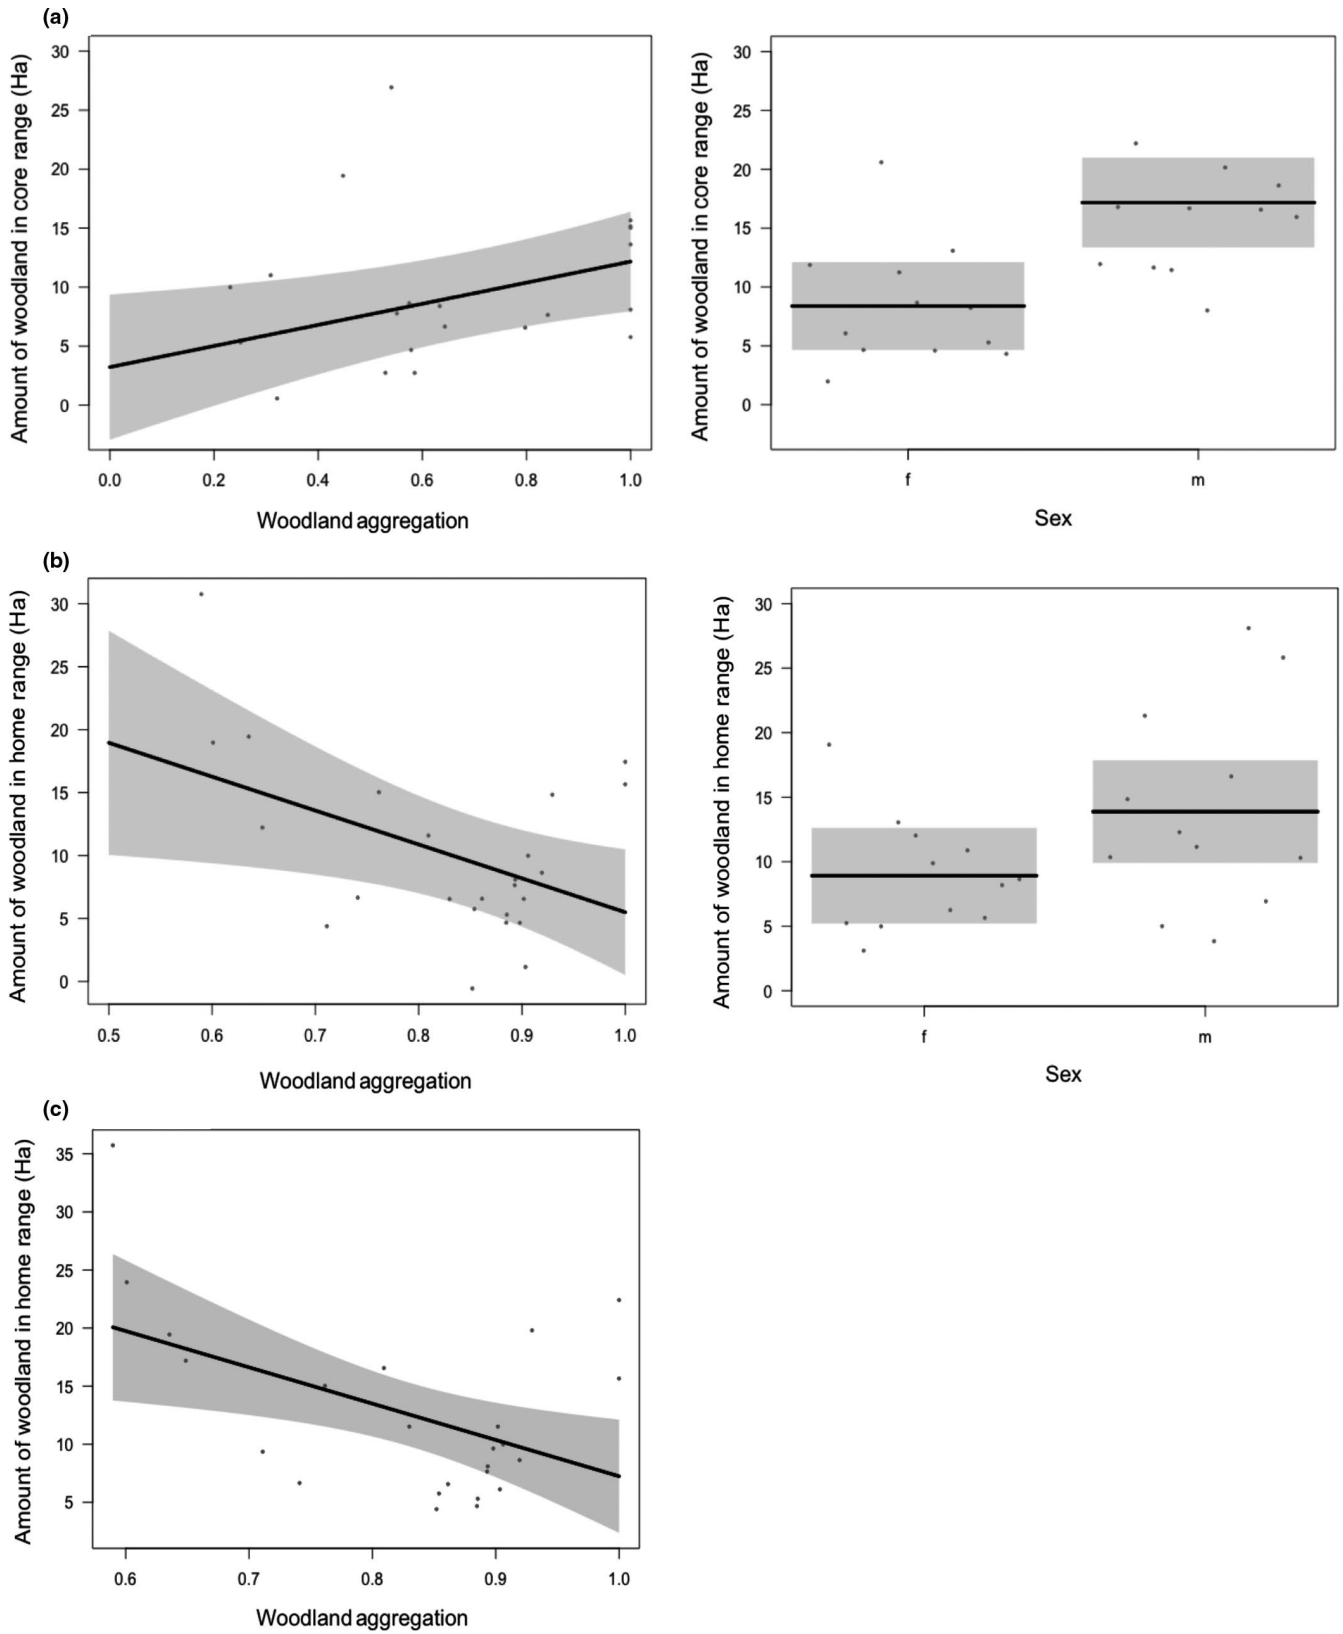 (a)
Amount of woodland in core range (Ha)
30
25
20
15
10
5
0
0.0 0.2 0.4 0.6 0.8 1.0
Woodland aggregation
Amount of woodland in core range (Ha)
30
25
20
15
10
5
0
f m
Sex
(b)
Amount of woodland in home range (Ha)
30
25
20
15
10
5
0
0.5 0.6 0.7 0.8 0.9 1.0
Woodland aggregation
Amount of woodland in home range (Ha)
30
25
20
15
10
5
0
f m
Sex
(c)
Amount of woodland in home range (Ha)
35
30
25
20
15
10
5
0.6 0.7 0.8 0.9 1.0
Woodland aggregation